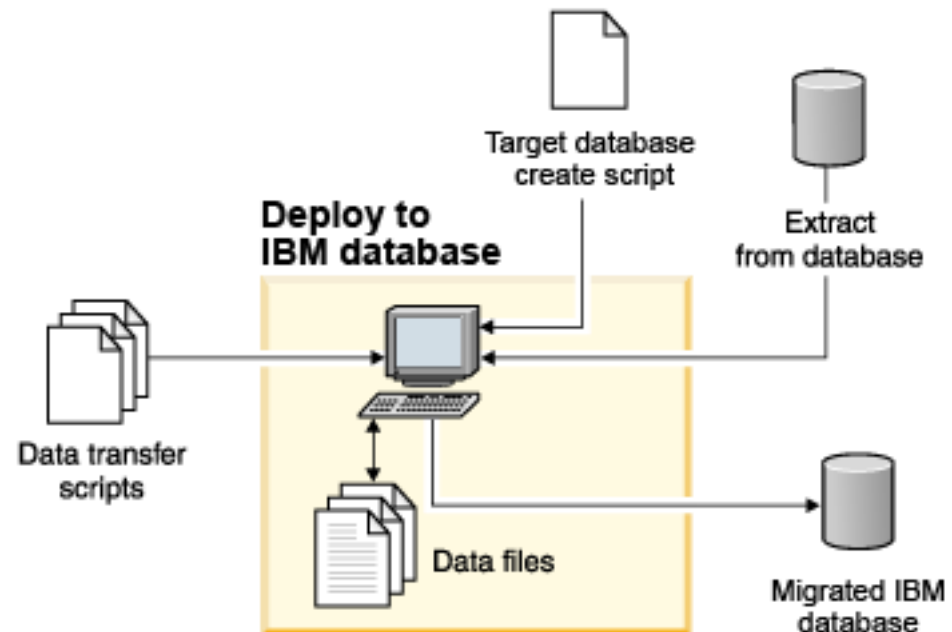 Target database
create script
Extract
from database
Deploy to
IBM database
Data transfer
scripts
Data files
Migrated IBM
database